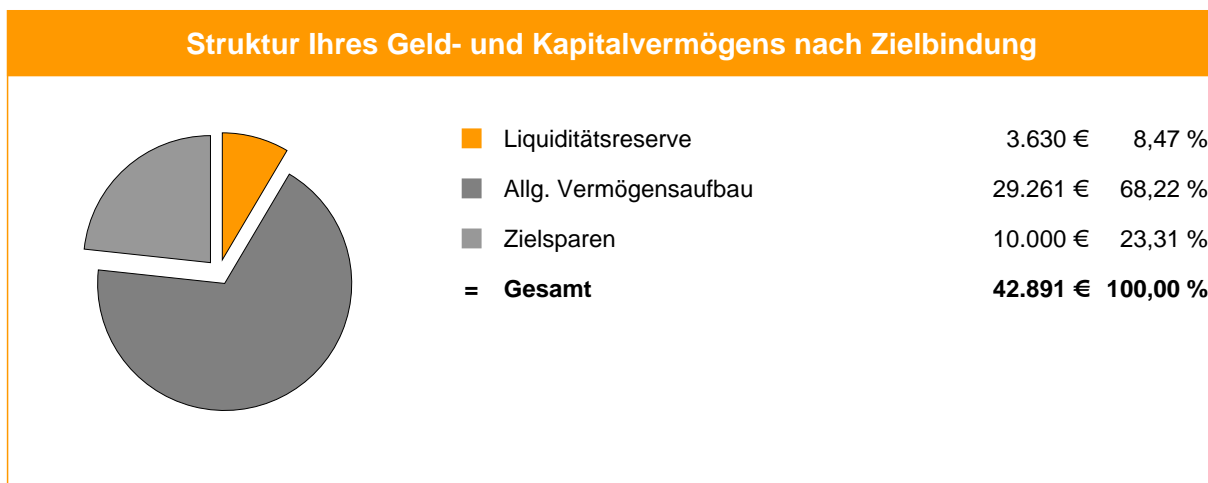 Struktur Ihres Geld- und Kapitalvermögens nach Zielbindung
Liquiditätsreserve 3.630 € 8,47 %
Allg. Vermögensaufbau 29.261 € 68,22 %
Zielsparen 10.000 € 23,31 %
= Gesamt 42.891 € 100,00 %